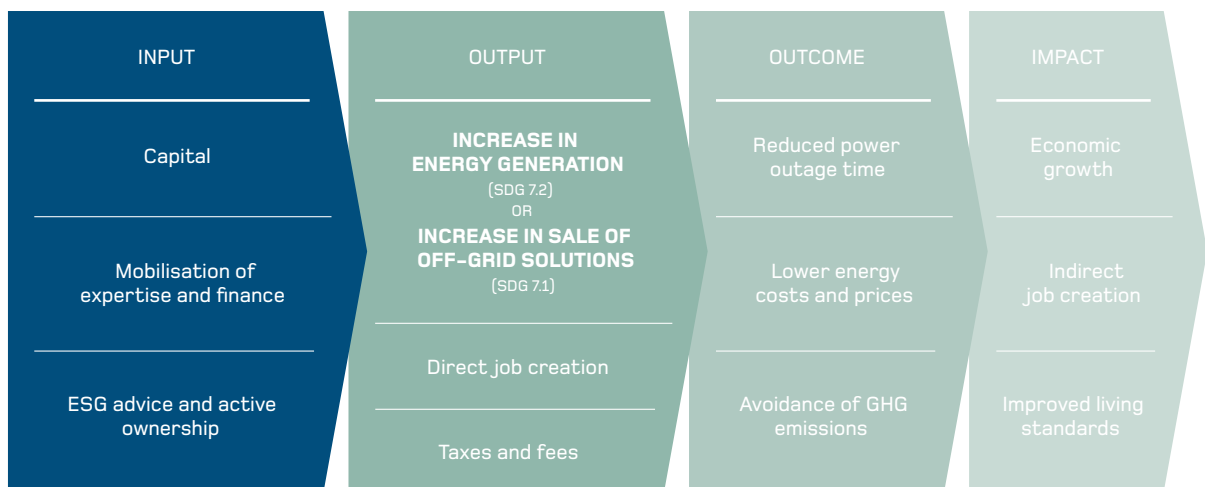 INPUT
Capital
Mobilisation of
expertise and finance
ESG advice and active
ownership
OUTPUT
INCREASE IN
ENERGY GENERATION
(SDG 7.2)
OR
INCREASE IN SALE OF
OFF-GRID SOLUTIONS
(SDG 7.1)
Direct job creation
Taxes and fees
OUTCOME
Reduced power
outage time
Lower energy
costs and prices
Avoidance of GHG
emissions
IMPACT
Economic
growth
Indirect
job creation
Improved living
standards